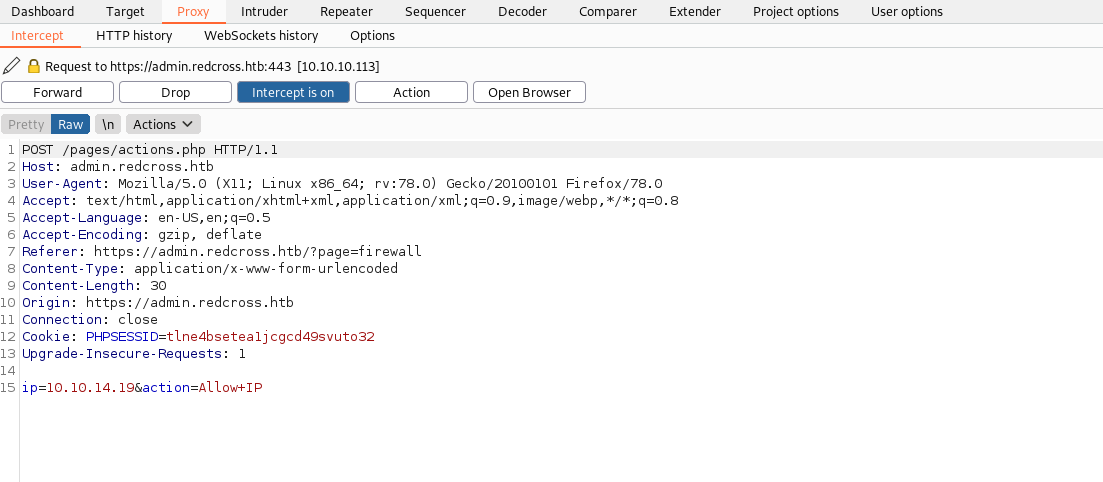 Dashboard Target Proxy Intruder Repeater Sequencer Decoder Comparer Extender Project options User options
Intercept HTTP history WebSockets history Options
Request to https://admin.redcross.htb:443 [10.10.10.113]
Forward Drop Intercept is on Action Open Browser
Pretty Raw \n Actions
1 POST /pages/actions.php HTTP/1.1
2 Host: admin.redcross.htb
3 User-Agent: Mozilla/5.0 (X11; Linux x86_64; rv:78.0) Gecko/20100101 Firefox/78.0
4 Accept: text/html,application/xhtml+xml,application/xml;q=0.9,image/webp,*/*;q=0.8
5 Accept-Language: en-US,en;q=0.5
6 Accept-Encoding: gzip, deflate
7 Referer: https://admin.redcross.htb/?page=firewall
8 Content-Type: application/x-www-form-urlencoded
9 Content-Length: 30
10 Origin: https://admin.redcross.htb
11 Connection: close
12 Cookie: PHPSESSID=tlne4bsetea1jcgcd49svuto32
13 Upgrade-Insecure-Requests: 1
14
15 ip=10.10.14.19&action=Allow+IP